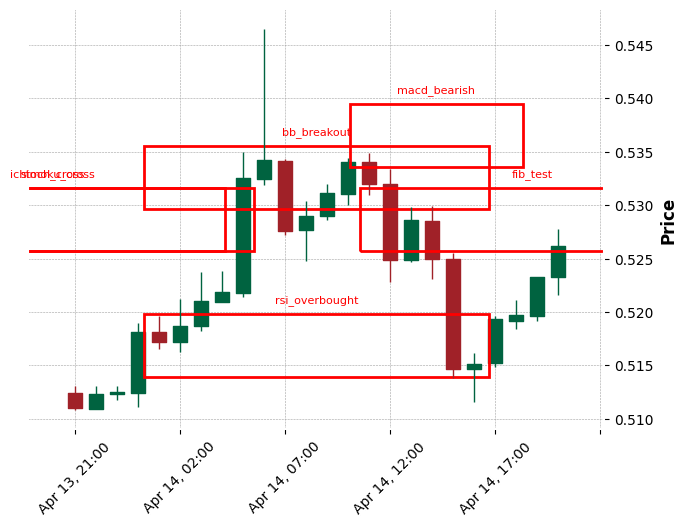 0.545
0.540
macd_bearish
bb_breakout
0.535
fib_test
0.530
Price
0.525
0.520
rsi_overbought
0.515
0.510
Apr 13, 21:00
Apr 14, 02:00
Apr 14, 07:00
Apr 14, 12:00
Apr 14, 17:00